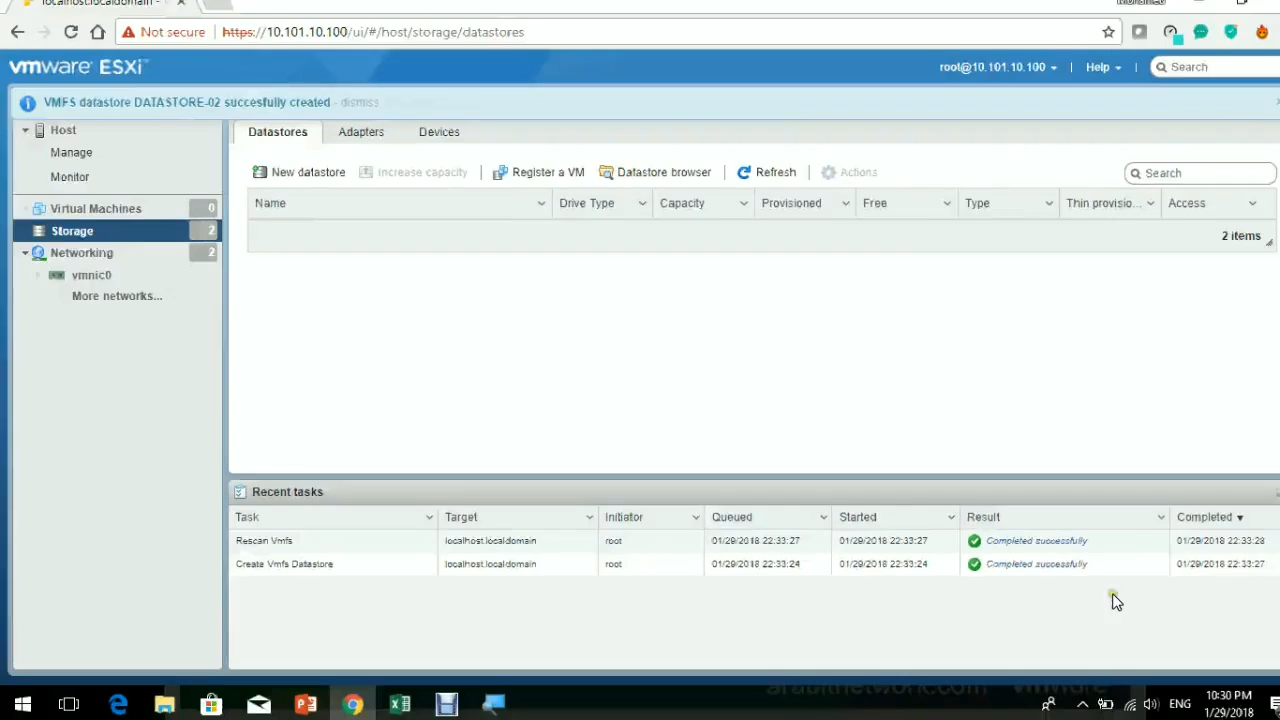 localhost.localdomain -
Not secure https://10.101.10.100/ui/#/host/storage/datastores
vmware ESXi root@10.101.10.100 | Help | Search
VMFS datastore DATASTORE-02 succesfully created - dismiss
Host
Manage
Monitor
Virtual Machines 0
Storage 2
Networking 2
vmnic0
More networks...
Datastores Adapters Devices
New datastore Increase capacity | Register a VM Datastore browser | Refresh | Actions Search
Name Drive Type Capacity Provisioned Free Type Thin provisio... Access
2 items
Recent tasks
Task Target Initiator Queued Started Result Completed
Rescan Vmfs localhost.localdomain root 01/29/2018 22:33:27 01/29/2018 22:33:27 Completed successfully 01/29/2018 22:33:28
Create Vmfs Datastore localhost.localdomain root 01/29/2018 22:33:24 01/29/2018 22:33:24 Completed successfully 01/29/2018 22:33:27
arabitnetwork.com vmware
ENG 10:30 PM
1/29/2018